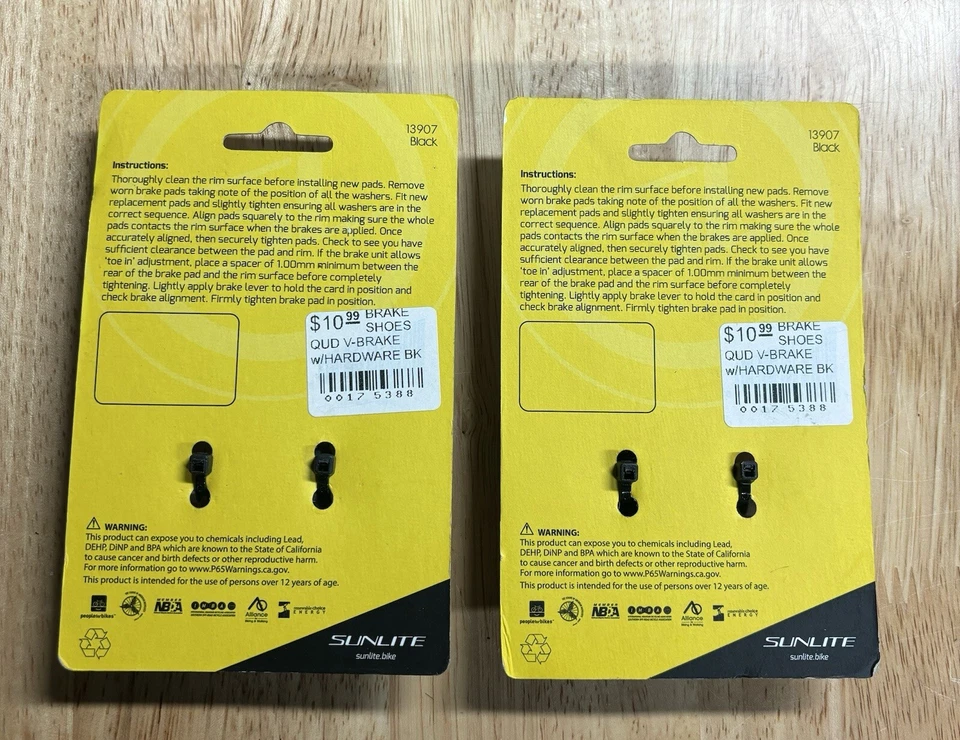 13907
Black
Instructions:
Thoroughly clean the rim surface before installing new pads. Remove
worn brake pads taking note of the position of all the washers. Fit new
replacement pads and slightly tighten ensuring all washers are in the
correct sequence. Align pads squarely to the rim making sure the whole
pads contacts the rim surface when the brakes are applied. Once
accurately aligned, then securely tighten pads. Check to see you have
sufficient clearance between the pad and rim. If the brake unit allows
'toe in' adjustment, place a spacer of 1.00mm minimum between the
rear of the brake pad and the rim surface before completely
tightening. Lightly apply brake lever to hold the card in position and
check brake alignment. Firmly tighten brake pad in position.
$10 99 BRAKE
SHOES
QUD V-BRAKE
w/HARDWARE BK
0017 5388
WARNING:
This product can expose you to chemicals including Lead,
DEHP, DiNP and BPA which are known to the State of California
to cause cancer and birth defects or other reproductive harm.
For more information go to www.P65Warnings.ca.gov.
This product is intended for the use of persons over 12 years of age.
peopleforbikes
MEMBER
NBDA
Alliance
Biking & Walking
renewable choice
ENERGY
SUNLITE
sunlite.bike
13907
Black
Instructions:
Thoroughly clean the rim surface before installing new pads. Remove
worn brake pads taking note of the position of all the washers. Fit new
replacement pads and slightly tighten ensuring all washers are in the
correct sequence. Align pads squarely to the rim making sure the whole
pads contacts the rim surface when the brakes are applied. Once
accurately aligned, then securely tighten pads. Check to see you have
sufficient clearance between the pad and rim. If the brake unit allows
'toe in' adjustment, place a spacer of 1.00mm minimum between the
rear of the brake pad and the rim surface before completely
tightening. Lightly apply brake lever to hold the card in position and
check brake alignment. Firmly tighten brake pad in position.
$10 99 BRAKE
SHOES
QUD V-BRAKE
w/HARDWARE BK
0017 5388
WARNING:
This product can expose you to chemicals including Lead,
DEHP, DiNP and BPA which are known to the State of California
to cause cancer and birth defects or other reproductive harm.
For more information go to www.P65Warnings.ca.gov.
This product is intended for the use of persons over 12 years of age.
peopleforbikes
MEMBER
NBDA
Alliance
Biking & Walking
renewable choice
ENERGY
SUNLITE
sunlite.bike